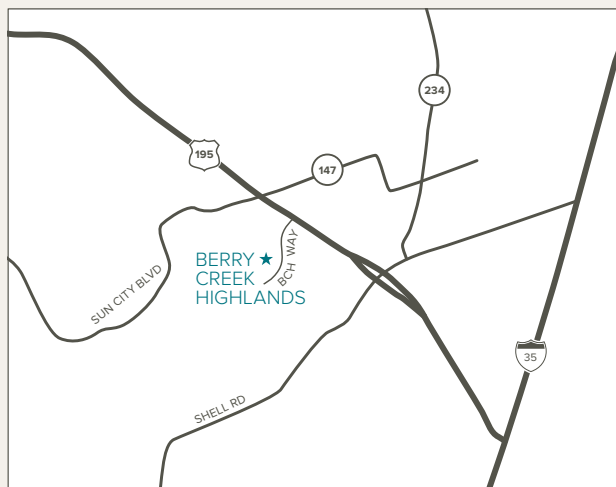 234
195
147
BERRY
CREEK
HIGHLANDS
BCH WAY
SUN CITY BLVD
35
SHELL RD